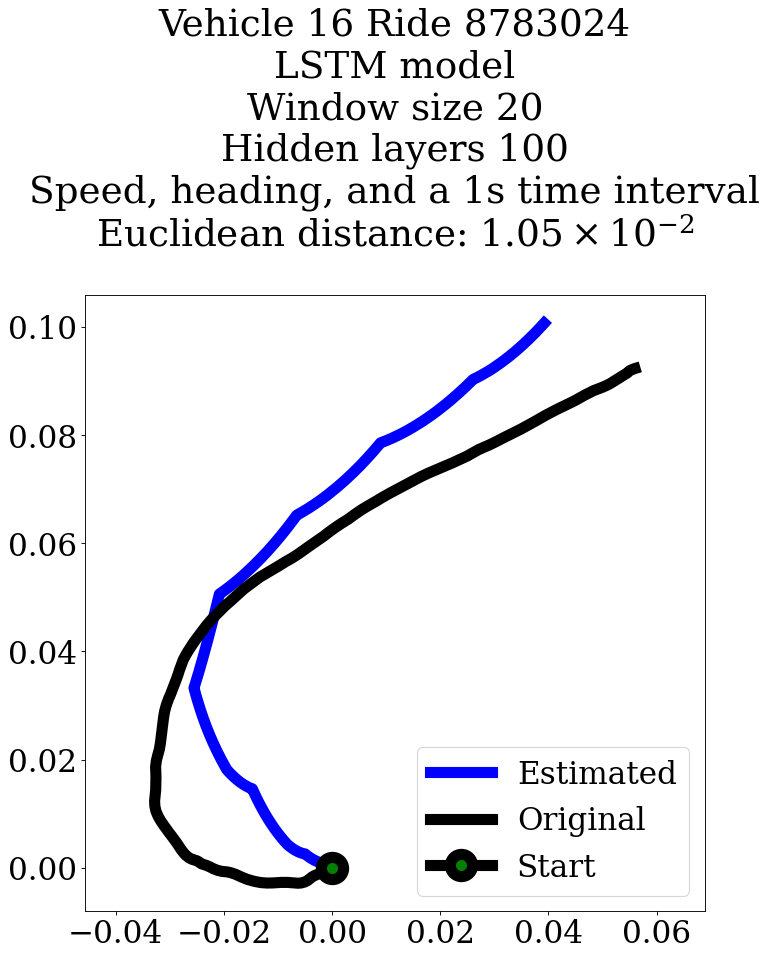 Vehicle 16 Ride 8783024
LSTM model
Window size 20
Hidden layers 100
Speed, heading, and a 1s time interval
Euclidean distance: 1.05 × 10⁻²
0.10
0.08
0.06
0.04
0.02
0.00
Estimated
Original
Start
−0.04 −0.02 0.00 0.02 0.04 0.06